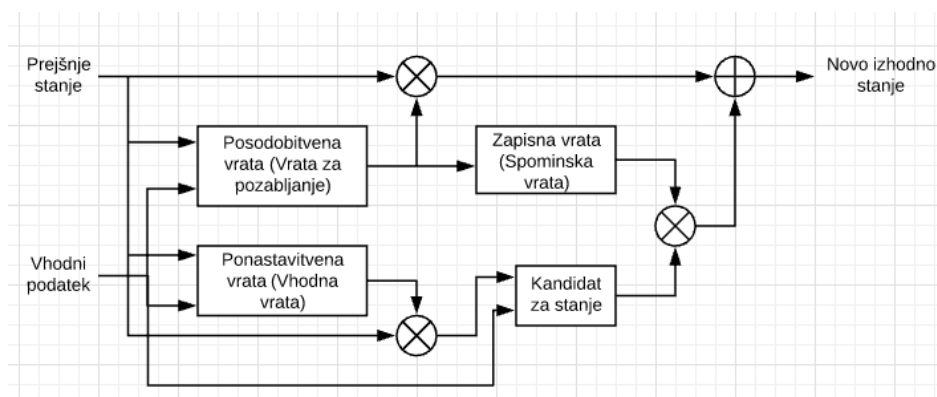 Prejšnje
stanje
Novo izhodno
stanje
Posodobitvena
vrata (Vrata za
pozabljanje)
Zapisna vrata
(Spominska
vrata)
Vhodni
podatek
Ponastavitvena
vrata (Vhodna
vrata)
Kandidat
za stanje